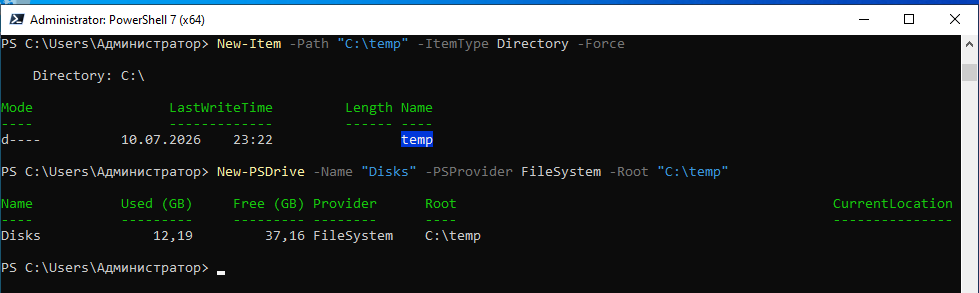 Administrator: PowerShell 7 (x64)
PS C:\Users\Администратор> New-Item -Path "C:\temp" -ItemType Directory -Force
    Directory: C:\
Mode                 LastWriteTime         Length Name
----                 -------------         ------ ----
d----          10.07.2026    23:22                temp
PS C:\Users\Администратор> New-PSDrive -Name "Disks" -PSProvider FileSystem -Root "C:\temp"
Name           Used (GB)     Free (GB) Provider      Root                                               CurrentLocation
----           ---------     --------- --------      ----                                               ---------------
Disks              12,19         37,16 FileSystem    C:\temp
PS C:\Users\Администратор>